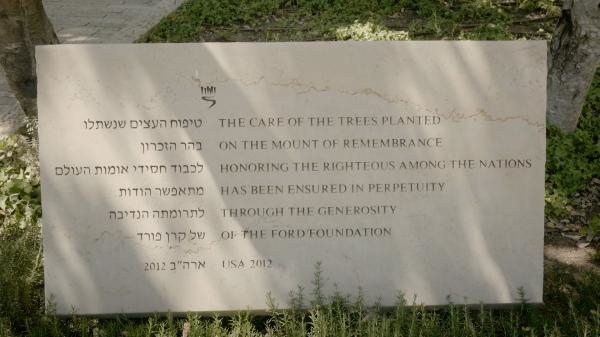 טיפוח העצים שנשתלו THE CARE OF THE TREES PLANTED
בהר הזכרון ON THE MOUNT OF REMEMBRANCE
לכבוד חסידי אומות העולם HONORING THE RIGHTEOUS AMONG THE NATIONS
מתאפשר הודות HAS BEEN ENSURED IN PERPETUITY
לתרומתה הנדיבה THROUGH THE GENEROSITY
של קרן פורד OF THE FORD FOUNDATION
ארה"ב 2012 USA 2012